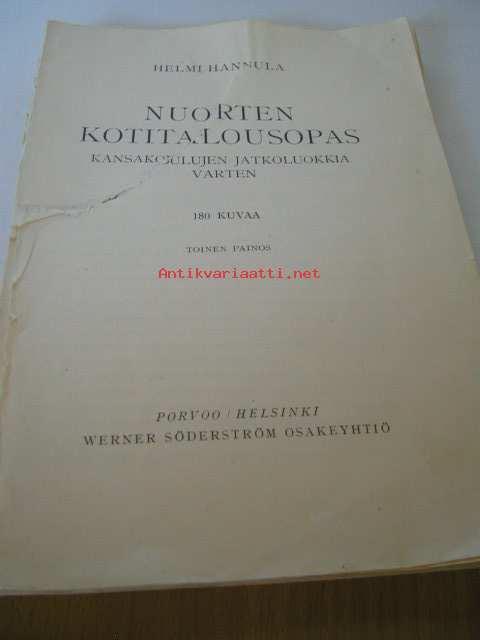 HELMI HANNULA
NUORTEN
KOTITALOUSOPAS
KANSAKOULUJEN JATKOLUOKKIA
VARTEN
180 KUVAA
TOINEN PAINOS
Antikvariaatti.net
PORVOO / HELSINKI
WERNER SÖDERSTRÖM OSAKEYHTIÖ